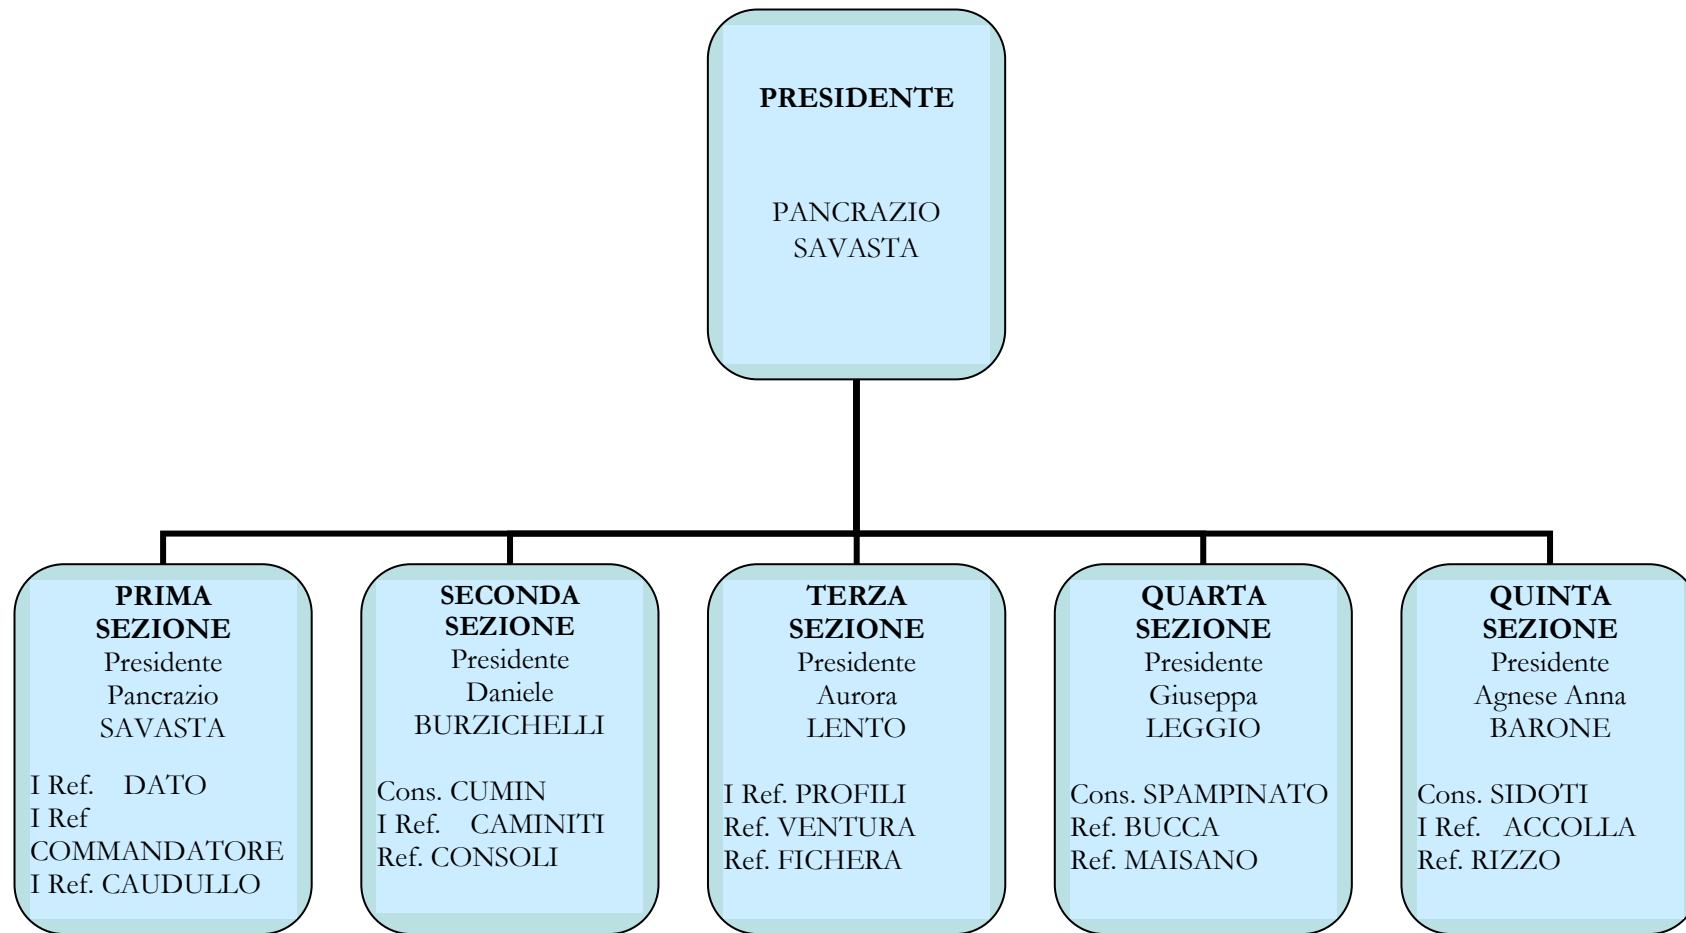 PRESIDENTE
PANCRAZIO
SAVASTA
PRIMA
SEZIONE
Presidente
Pancrazio
SAVASTA
I Ref. DATO
I Ref
COMMANDATORE
I Ref. CAUDULLO
SECONDA
SEZIONE
Presidente
Daniele
BURZICHELLI
Cons. CUMIN
I Ref. CAMINITI
Ref. CONSOLI
TERZA
SEZIONE
Presidente
Aurora
LENTO
I Ref. PROFILI
Ref. VENTURA
Ref. FICHERA
QUARTA
SEZIONE
Presidente
Giuseppa
LEGGIO
Cons. SPAMPINATO
Ref. BUCCA
Ref. MAISANO
QUINTA
SEZIONE
Presidente
Agnese Anna
BARONE
Cons. SIDOTI
I Ref. ACCOLLA
Ref. RIZZO